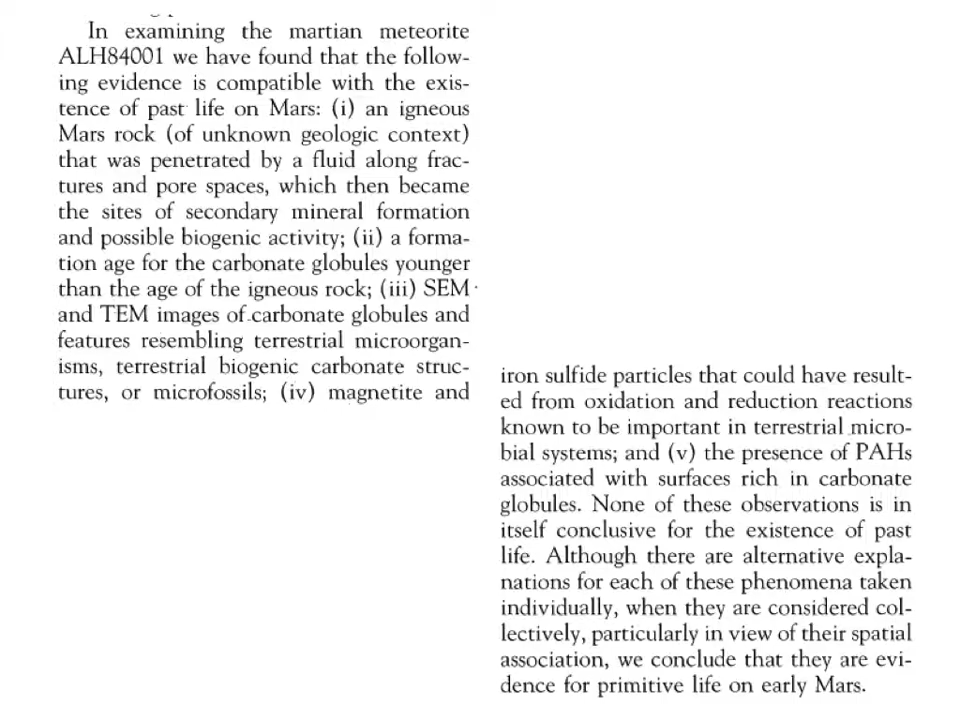 In examining the martian meteorite
ALH84001 we have found that the follow-
ing evidence is compatible with the exis-
tence of past life on Mars: (i) an igneous
Mars rock (of unknown geologic context)
that was penetrated by a fluid along frac-
tures and pore spaces, which then became
the sites of secondary mineral formation
and possible biogenic activity; (ii) a forma-
tion age for the carbonate globules younger
than the age of the igneous rock; (iii) SEM
and TEM images of carbonate globules and
features resembling terrestrial microorgan-
isms, terrestrial biogenic carbonate struc-
tures, or microfossils; (iv) magnetite and
iron sulfide particles that could have result-
ed from oxidation and reduction reactions
known to be important in terrestrial micro-
bial systems; and (v) the presence of PAHs
associated with surfaces rich in carbonate
globules. None of these observations is in
itself conclusive for the existence of past
life. Although there are alternative expla-
nations for each of these phenomena taken
individually, when they are considered col-
lectively, particularly in view of their spatial
association, we conclude that they are evi-
dence for primitive life on early Mars.